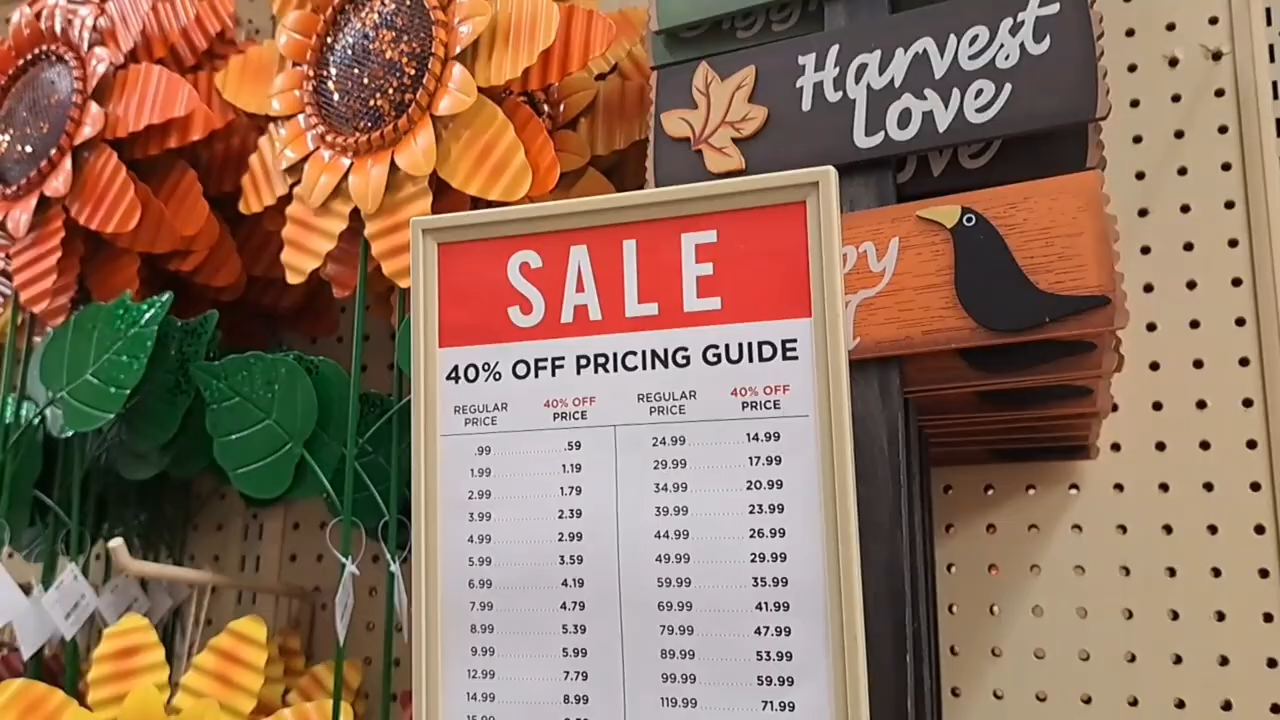 Harvest
Love
SALE
40% OFF PRICING GUIDE
REGULAR PRICE 40% OFF PRICE REGULAR PRICE 40% OFF PRICE
.99 .59 24.99 14.99
1.99 1.19 29.99 17.99
2.99 1.79 34.99 20.99
3.99 2.39 39.99 23.99
4.99 2.99 44.99 26.99
5.99 3.59 49.99 29.99
6.99 4.19 59.99 35.99
7.99 4.79 69.99 41.99
8.99 5.39 79.99 47.99
9.99 5.99 89.99 53.99
12.99 7.79 99.99 59.99
14.99 8.99 119.99 71.99